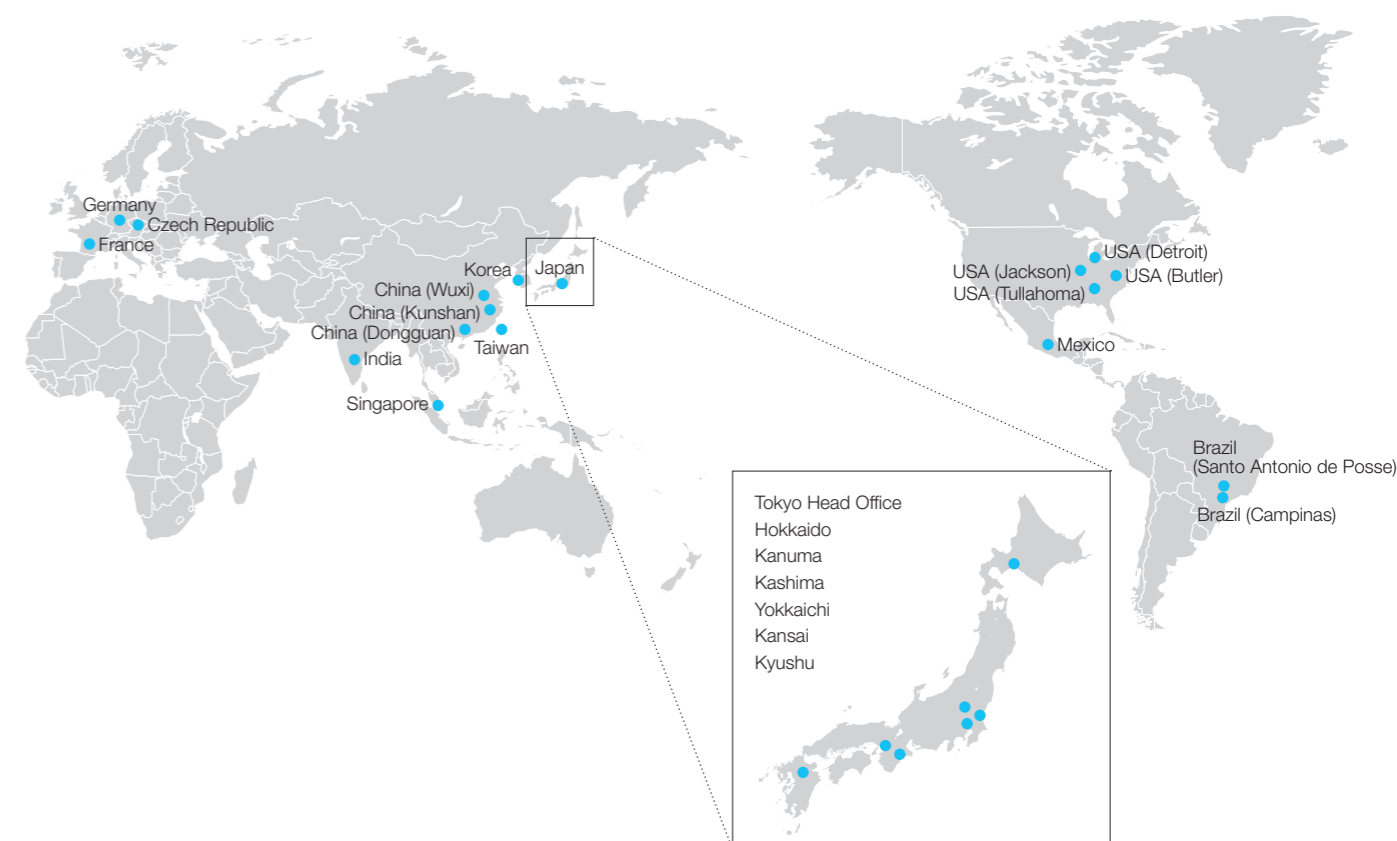 Germany
Czech Republic
France
Korea
Japan
China (Wuxi)
China (Kunshan)
China (Dongguan)
Taiwan
India
Singapore
USA (Detroit)
USA (Jackson)
USA (Butler)
USA (Tullahoma)
Mexico
Brazil
(Santo Antonio de Posse)
Brazil (Campinas)
Tokyo Head Office
Hokkaido
Kanuma
Kashima
Yokkaichi
Kansai
Kyushu